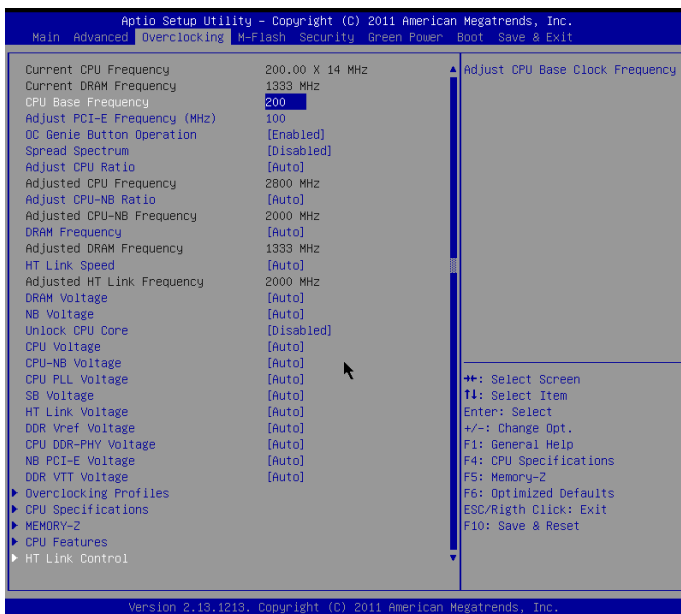 Aptio Setup Utility – Copyright (C) 2011 American Megatrends, Inc.
Main Advanced Overclocking M-Flash Security Green Power Boot Save & Exit
Current CPU Frequency 200.00 X 14 MHz
Current DRAM Frequency 1333 MHz
CPU Base Frequency 200
Adjust PCI-E Frequency (MHz) 100
OC Genie Button Operation [Enabled]
Spread Spectrum [Disabled]
Adjust CPU Ratio [Auto]
Adjusted CPU Frequency 2800 MHz
Adjust CPU-NB Ratio [Auto]
Adjusted CPU-NB Frequency 2000 MHz
DRAM Frequency [Auto]
Adjusted DRAM Frequency 1333 MHz
HT Link Speed [Auto]
Adjusted HT Link Frequency 2000 MHz
DRAM Voltage [Auto]
NB Voltage [Auto]
Unlock CPU Core [Disabled]
CPU Voltage [Auto]
CPU-NB Voltage [Auto]
CPU PLL Voltage [Auto]
SB Voltage [Auto]
HT Link Voltage [Auto]
DDR Vref Voltage [Auto]
CPU DDR-PHY Voltage [Auto]
NB PCI-E Voltage [Auto]
DDR VTT Voltage [Auto]
Overclocking Profiles
CPU Specifications
MEMORY-Z
CPU Features
HT Link Control
Adjust CPU Base Clock Frequency
→←: Select Screen
↑↓: Select Item
Enter: Select
+/-: Change Opt.
F1: General Help
F4: CPU Specifications
F5: Memory-Z
F6: Optimized Defaults
ESC/Rigth Click: Exit
F10: Save & Reset
Version 2.13.1213. Copyright (C) 2011 American Megatrends, Inc.